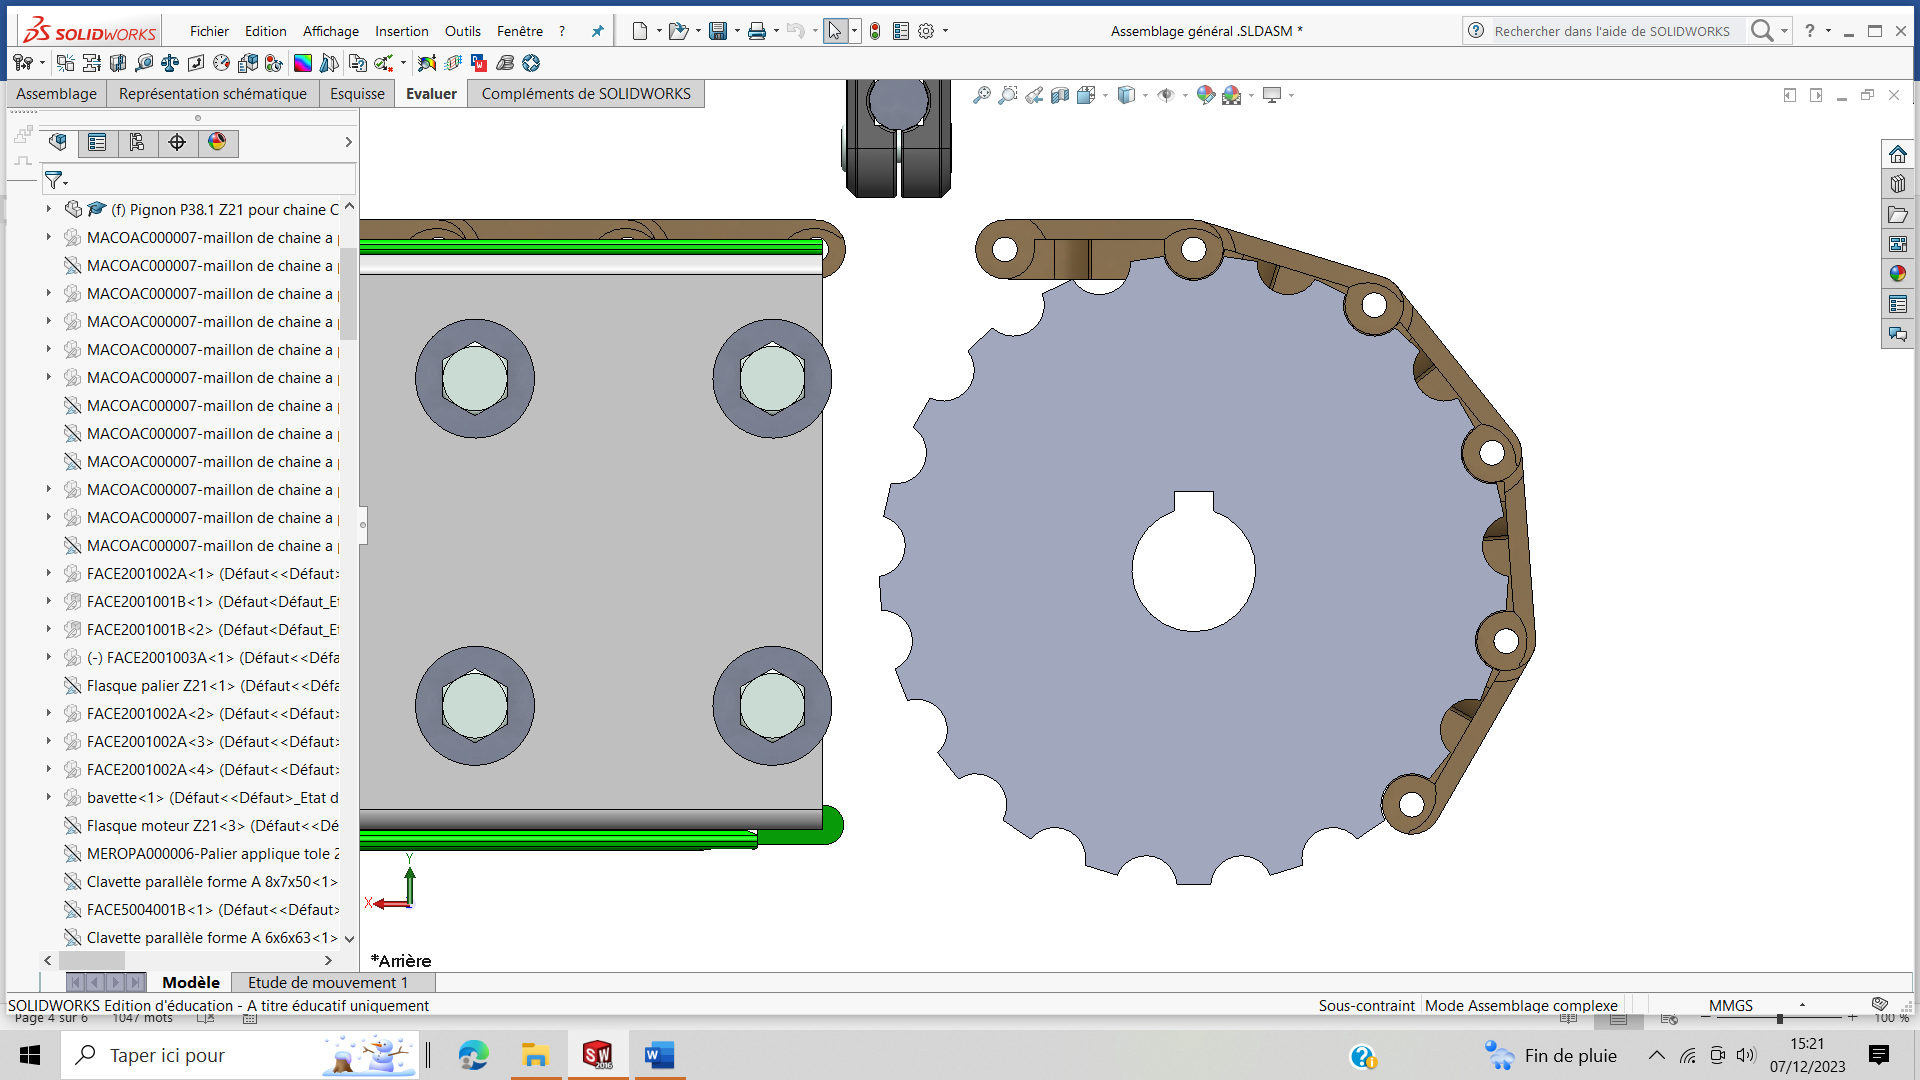 SOLIDWORKS
Fichier Edition Affichage Insertion Outils Fenêtre ?
Assemblage général .SLDASM *
Rechercher dans l'aide de SOLIDWORKS
Assemblage Représentation schématique Esquisse Evaluer Compléments de SOLIDWORKS
(f) Pignon P38.1 Z21 pour chaine C
MACOAC000007-maillon de chaine a p
MACOAC000007-maillon de chaine a p
MACOAC000007-maillon de chaine a p
MACOAC000007-maillon de chaine a p
MACOAC000007-maillon de chaine a p
MACOAC000007-maillon de chaine a p
MACOAC000007-maillon de chaine a p
MACOAC000007-maillon de chaine a p
MACOAC000007-maillon de chaine a p
MACOAC000007-maillon de chaine a p
MACOAC000007-maillon de chaine a p
MACOAC000007-maillon de chaine a p
FACE2001002A<1> (Défaut<<Défaut>
FACE2001001B<1> (Défaut<Défaut_Et
FACE2001001B<2> (Défaut<Défaut_Et
(-) FACE2001003A<1> (Défaut<<Défa
Flasque palier Z21<1> (Défaut<<Défa
FACE2001002A<2> (Défaut<<Défaut>
FACE2001002A<3> (Défaut<<Défaut>
FACE2001002A<4> (Défaut<<Défaut>
bavette<1> (Défaut<<Défaut>_Etat d
Flasque moteur Z21<3> (Défaut<<Dé
MEROPA000006-Palier applique tole 2
Clavette parallèle forme A 8x7x50<1>
FACE5004001B<1> (Défaut<<Défaut>
Clavette parallèle forme A 6x6x63<1>
Y
X
*Arrière
Modèle Etude de mouvement 1
SOLIDWORKS Edition d'éducation - A titre éducatif uniquement
Sous-contraint Mode Assemblage complexe MMGS
Page 4 sur 6 1047 mots 100 %
Taper ici pour
SW
2016
W
Fin de pluie
15:21
07/12/2023